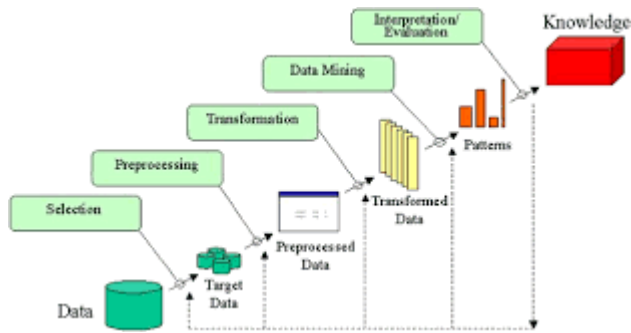 Interpretation/
Evaluation
Knowledge
Data Mining
Transformation
Patterns
Preprocessing
Transformed
Data
Selection
Preprocessed
Data
Target
Data
Data